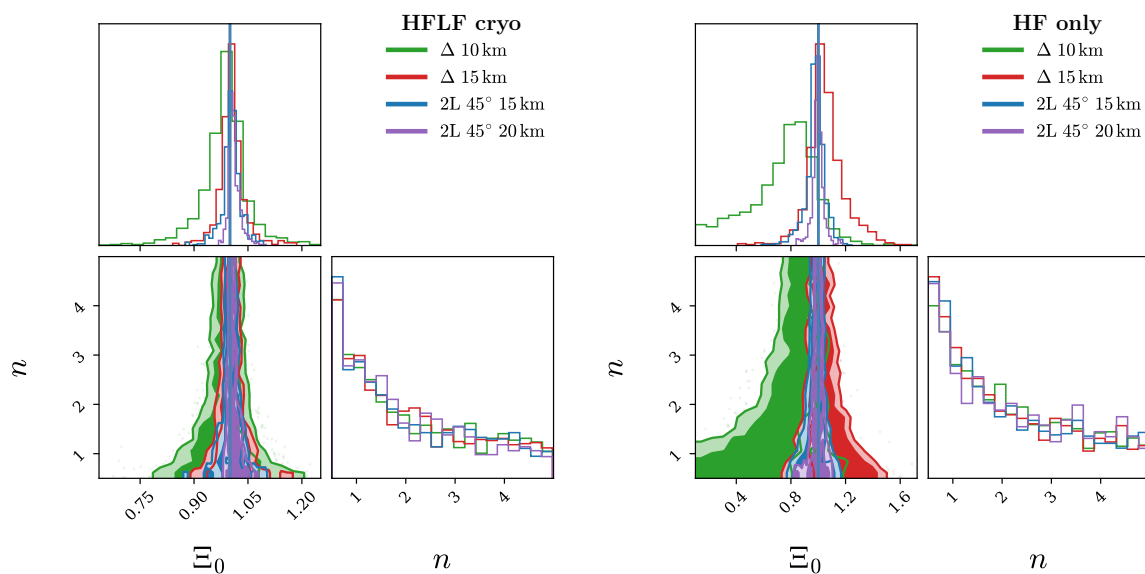 HFLF cryo
Δ 10 km
Δ 15 km
2L 45° 15 km
2L 45° 20 km
n
4
3
2
1
0.75 0.90 1.05 1.20
1 2 3 4
Ξ₀
n
HF only
Δ 10 km
Δ 15 km
2L 45° 15 km
2L 45° 20 km
n
4
3
2
1
0.4 0.8 1.2 1.6
1 2 3 4
Ξ₀
n